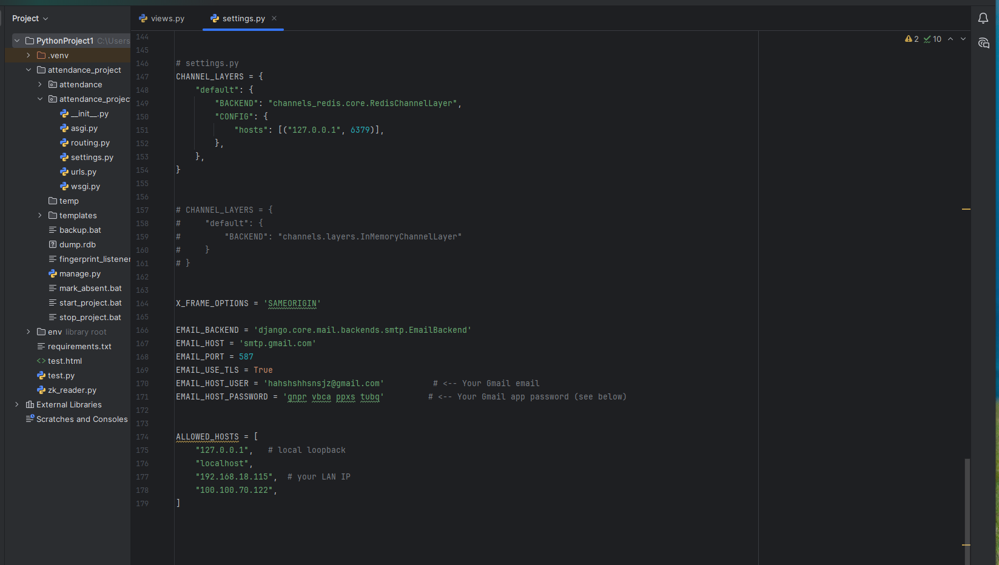 Project
views.py
settings.py
PythonProject1 C:\Users
.venv
attendance_project
attendance
attendance_projec
__init__.py
asgi.py
routing.py
settings.py
urls.py
wsgi.py
temp
templates
backup.bat
dump.rdb
fingerprint_listener
manage.py
mark_absent.bat
start_project.bat
stop_project.bat
env library root
requirements.txt
test.html
test.py
zk_reader.py
External Libraries
Scratches and Consoles
2 10
144
145
146 # settings.py
147 CHANNEL_LAYERS = {
148     "default": {
149         "BACKEND": "channels_redis.core.RedisChannelLayer",
150         "CONFIG": {
151             "hosts": [("127.0.0.1", 6379)],
152         },
153     },
154 }
155
156
157 # CHANNEL_LAYERS = {
158 #     "default": {
159 #         "BACKEND": "channels.layers.InMemoryChannelLayer"
160 #     }
161 # }
162
163
164 X_FRAME_OPTIONS = 'SAMEORIGIN'
165
166 EMAIL_BACKEND = 'django.core.mail.backends.smtp.EmailBackend'
167 EMAIL_HOST = 'smtp.gmail.com'
168 EMAIL_PORT = 587
169 EMAIL_USE_TLS = True
170 EMAIL_HOST_USER = 'hahshshhsnsjz@gmail.com'          # <-- Your Gmail email
171 EMAIL_HOST_PASSWORD = 'gnpr vbca ppxs tubq'         # <-- Your Gmail app password (see below)
172
173
174 ALLOWED_HOSTS = [
175     "127.0.0.1",   # local loopback
176     "localhost",
177     "192.168.18.115",  # your LAN IP
178     "100.100.70.122",
179 ]